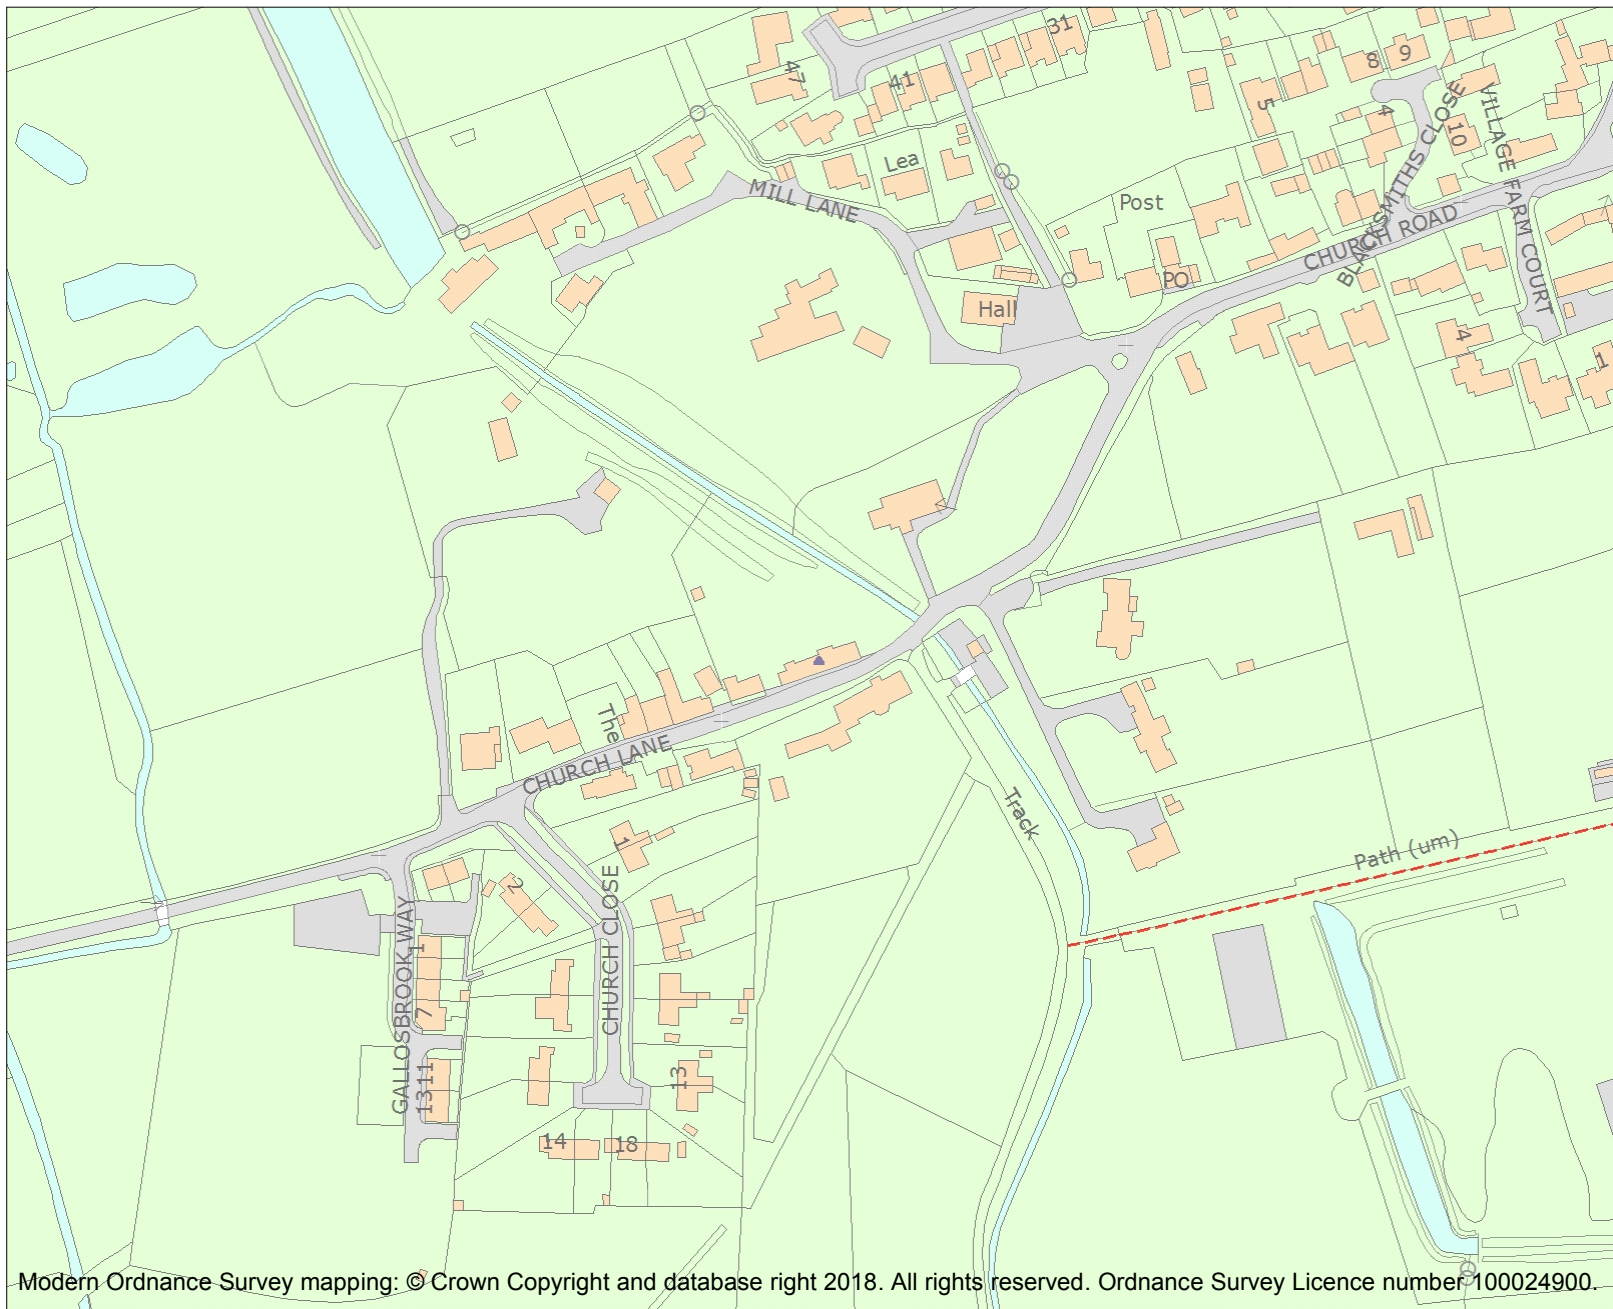 31
47
41
9
8
5
4
10
BLACKSMITHS CLOSE
VILLAGE FARM COURT
Lea
MILL LANE
Post
CHURCH ROAD
PO
Hall
4
1
The
CHURCH LANE
Track
1
Path (um)
2
CHURCH CLOSE
GALLOSBROOK WAY
1
7
13
11
13
14
18
Modern Ordnance Survey mapping: © Crown Copyright and database right 2018. All rights reserved. Ordnance Survey Licence number 100024900.